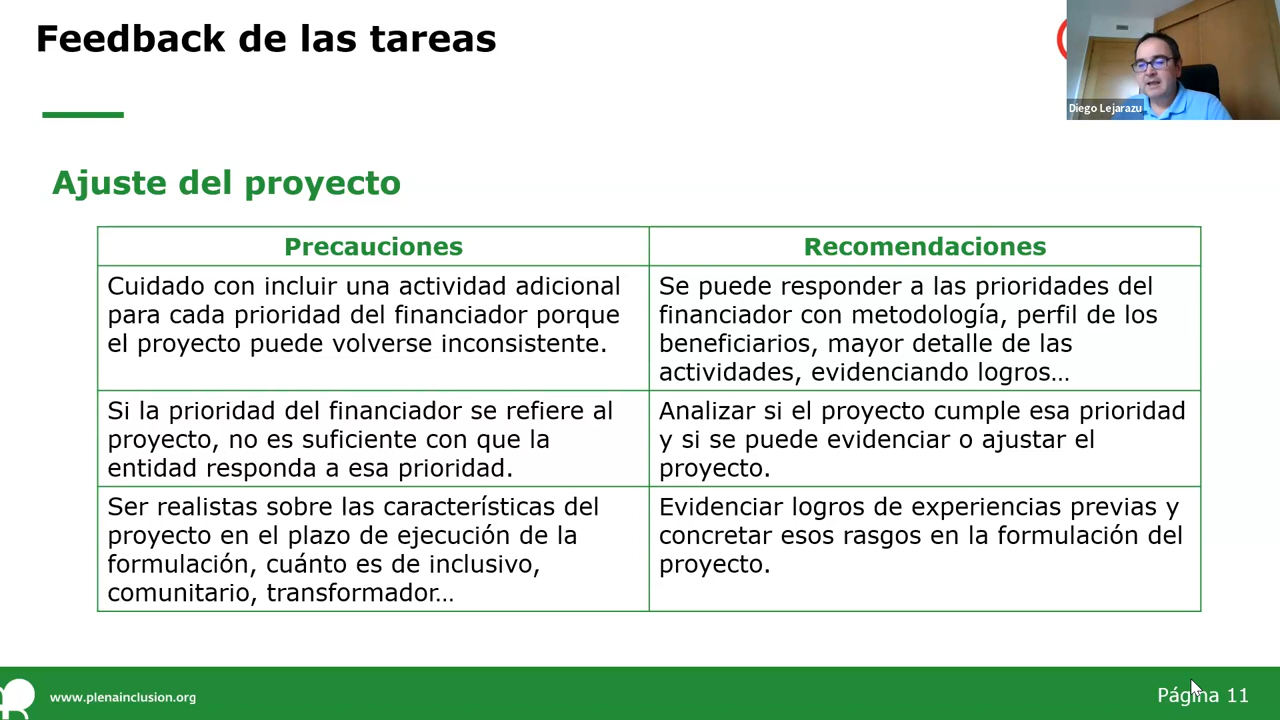 Feedback de las tareas
Diego Lejarazu
Ajuste del proyecto
Precauciones
Recomendaciones
Cuidado con incluir una actividad adicional
para cada prioridad del financiador porque
el proyecto puede volverse inconsistente.
Se puede responder a las prioridades del
financiador con metodología, perfil de los
beneficiarios, mayor detalle de las
actividades, evidenciando logros…
Si la prioridad del financiador se refiere al
proyecto, no es suficiente con que la
entidad responda a esa prioridad.
Analizar si el proyecto cumple esa prioridad
y si se puede evidenciar o ajustar el
proyecto.
Ser realistas sobre las características del
proyecto en el plazo de ejecución de la
formulación, cuánto es de inclusivo,
comunitario, transformador…
Evidenciar logros de experiencias previas y
concretar esos rasgos en la formulación del
proyecto.
www.plenainclusion.org
Página 11